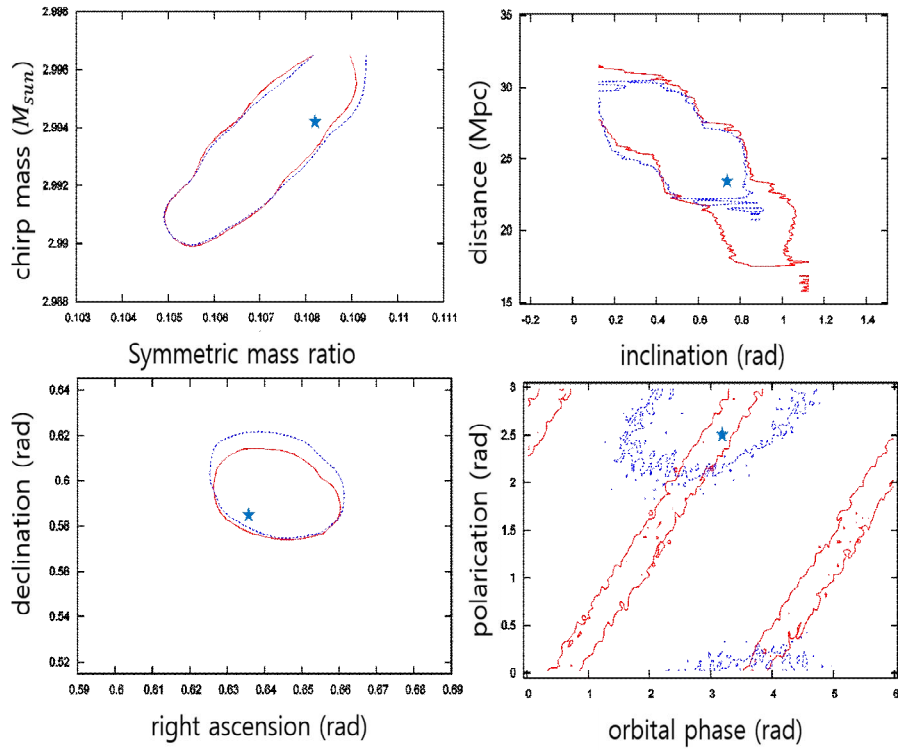 2.996
2.994
2.992
2.99
2.988
chirp mass (M_sun)
0.103 0.104 0.105 0.106 0.107 0.108 0.109 0.110 0.111
Symmetric mass ratio
35
30
25
20
15
distance (Mpc)
-0.2 0 0.2 0.4 0.6 0.8 1 1.2 1.4
inclination (rad)
0.64
0.62
0.6
0.58
0.56
0.54
0.52
declination (rad)
0.59 0.6 0.61 0.62 0.63 0.64 0.65 0.66 0.67 0.68 0.69
right ascension (rad)
3
2.5
2
1.5
1
0.5
0
polarication (rad)
0 1 2 3 4 5 6
orbital phase (rad)